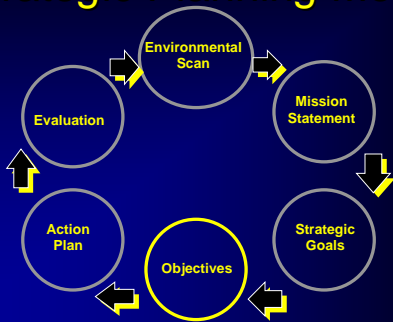 Environmental
Scan
Mission
Statement
Strategic
Goals
Objectives
Action
Plan
Evaluation